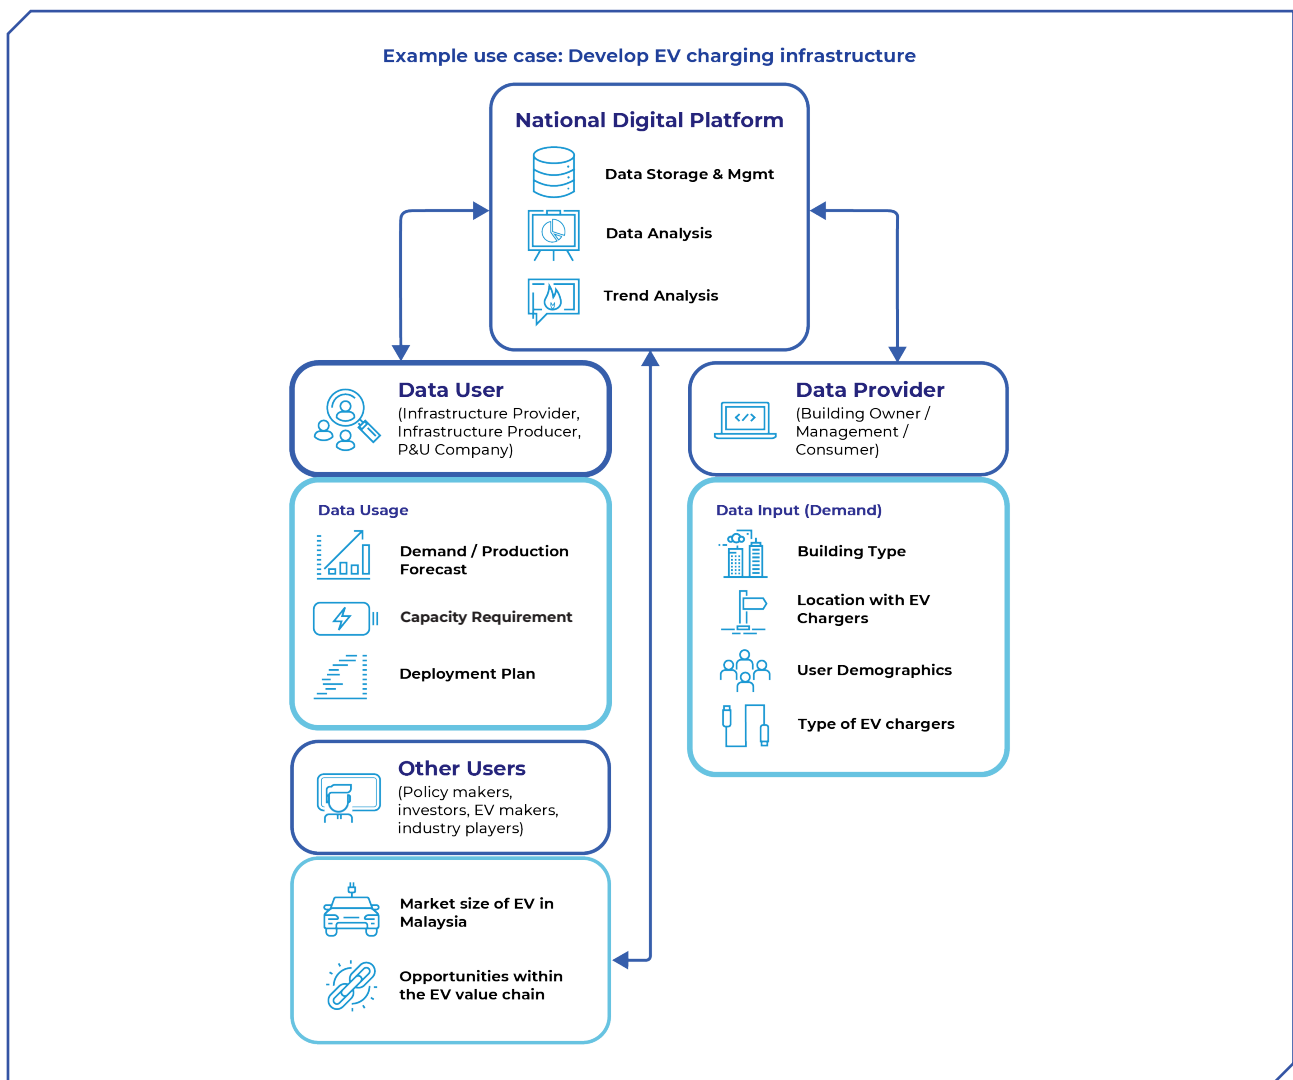 Example use case: Develop EV charging infrastructure
National Digital Platform
Data Storage & Mgmt
Data Analysis
Trend Analysis
Data User
(Infrastructure Provider,
Infrastructure Producer,
P&U Company)
Data Usage
Demand / Production
Forecast
Capacity Requirement
Deployment Plan
Data Provider
(Building Owner /
Management /
Consumer)
Data Input (Demand)
Building Type
Location with EV
Chargers
User Demographics
Type of EV chargers
Other Users
(Policy makers,
investors, EV makers,
industry players)
Market size of EV in
Malaysia
Opportunities within
the EV value chain